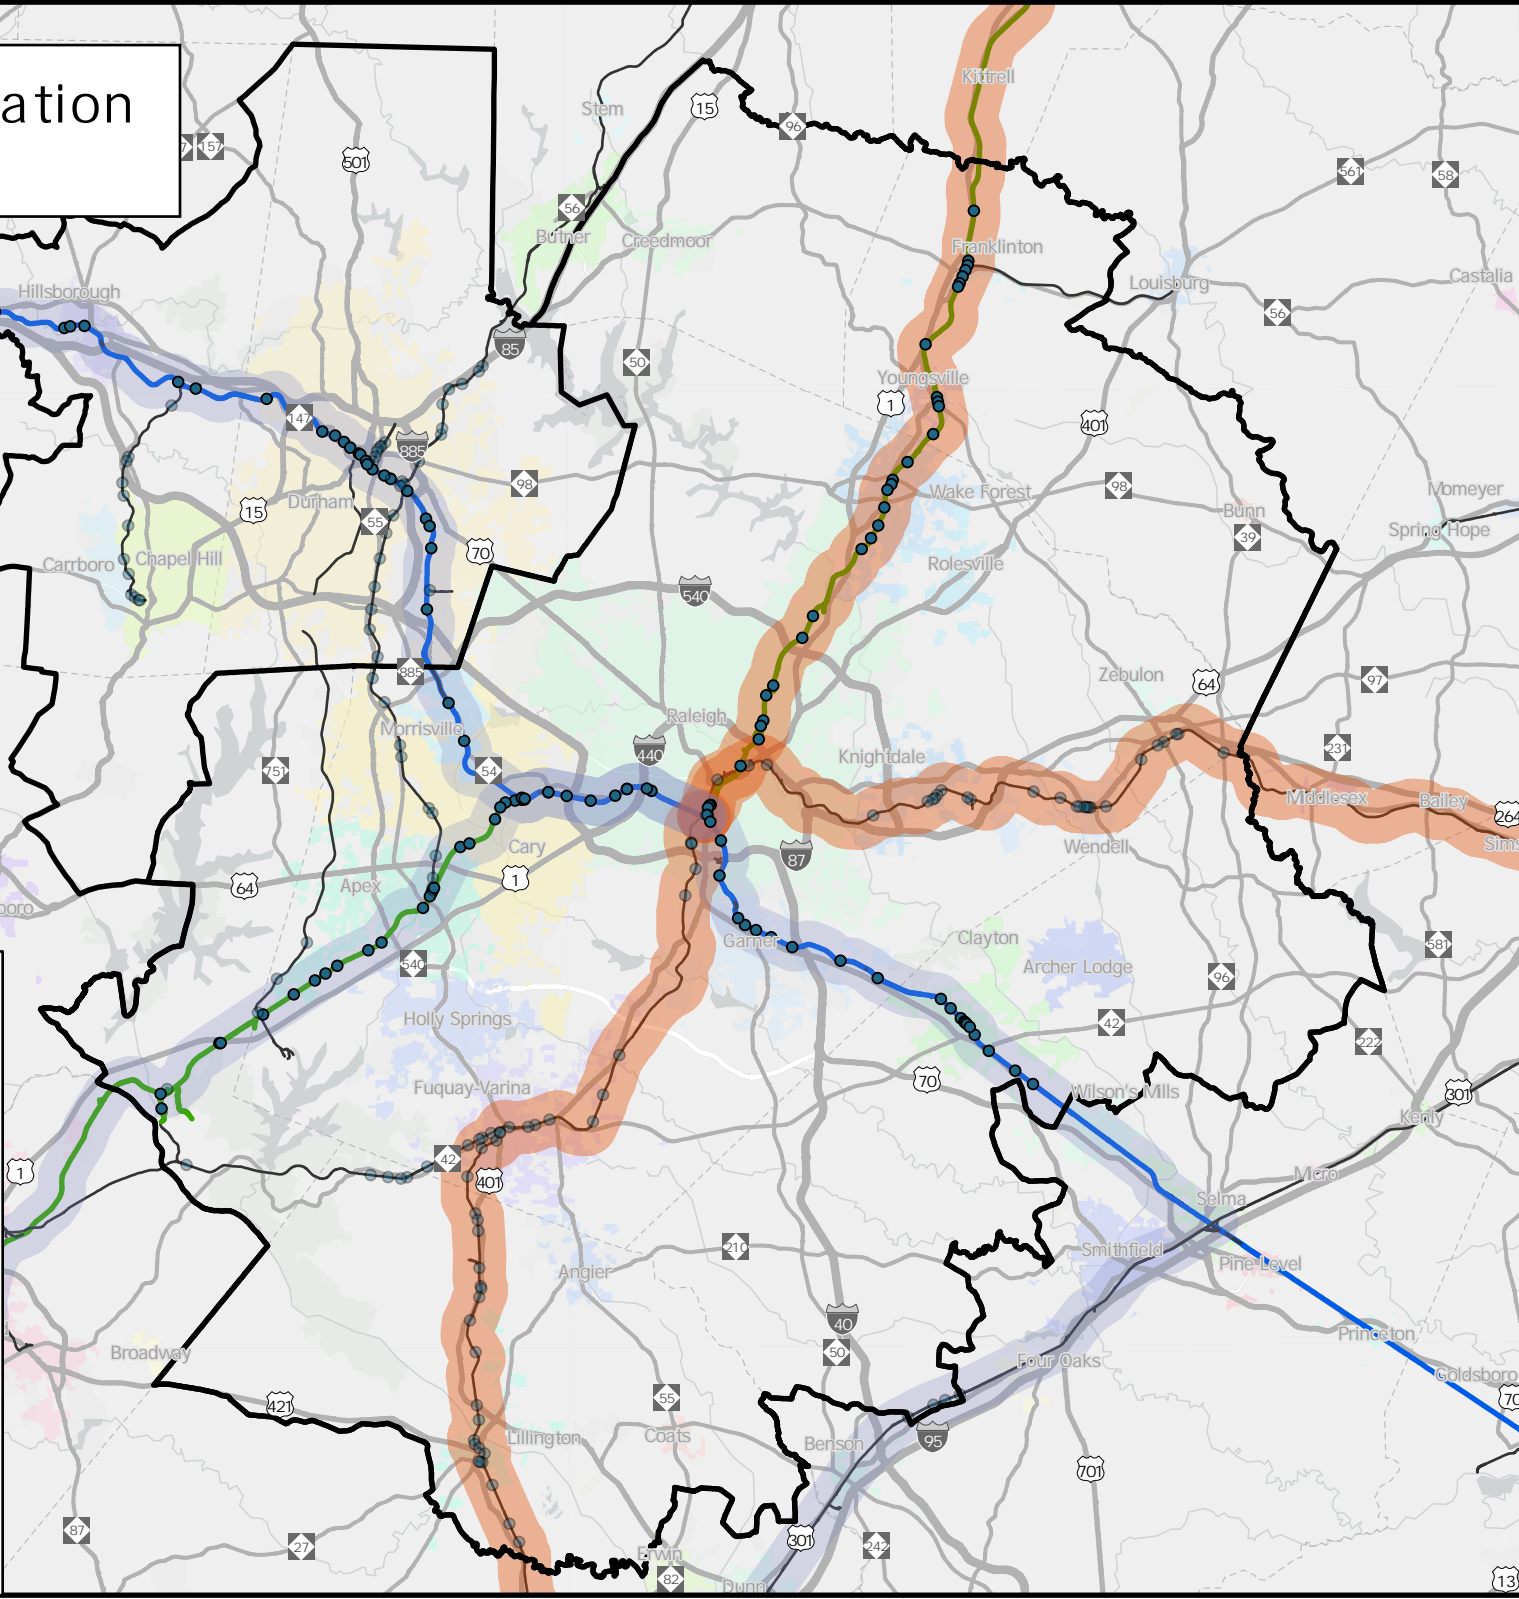 ation
Kittrell
Stem
15
96
157
501
561
58
56
Butner
Creedmoor
Franklinton
Louisburg
Castalia
Hillsborough
56
85
50
Youngsville
1
147
401
885
98
Wake Forest
98
Momeyer
Durham
15
55
Bunn
Spring Hope
39
70
Carrboro
Chapel Hill
Rolesville
540
885
Zebulon
64
97
Raleigh
Morrisville
440
Knightdale
231
751
54
Middlesex
Bailey
264
Sims
Cary
87
Wendell
64
Apex
1
boro
Garner
Clayton
581
540
Archer Lodge
96
Holly Springs
42
222
Fuquay-Varina
70
Wilson's Mills
301
Kenly
42
1
401
Micro
Selma
210
Smithfield
Pine Level
Angier
40
Princeton
Broadway
50
Four Oaks
Goldsboro
70
421
55
Lillington
Coats
Benson
95
701
87
27
301
242
Erwin
82
Dunn
13